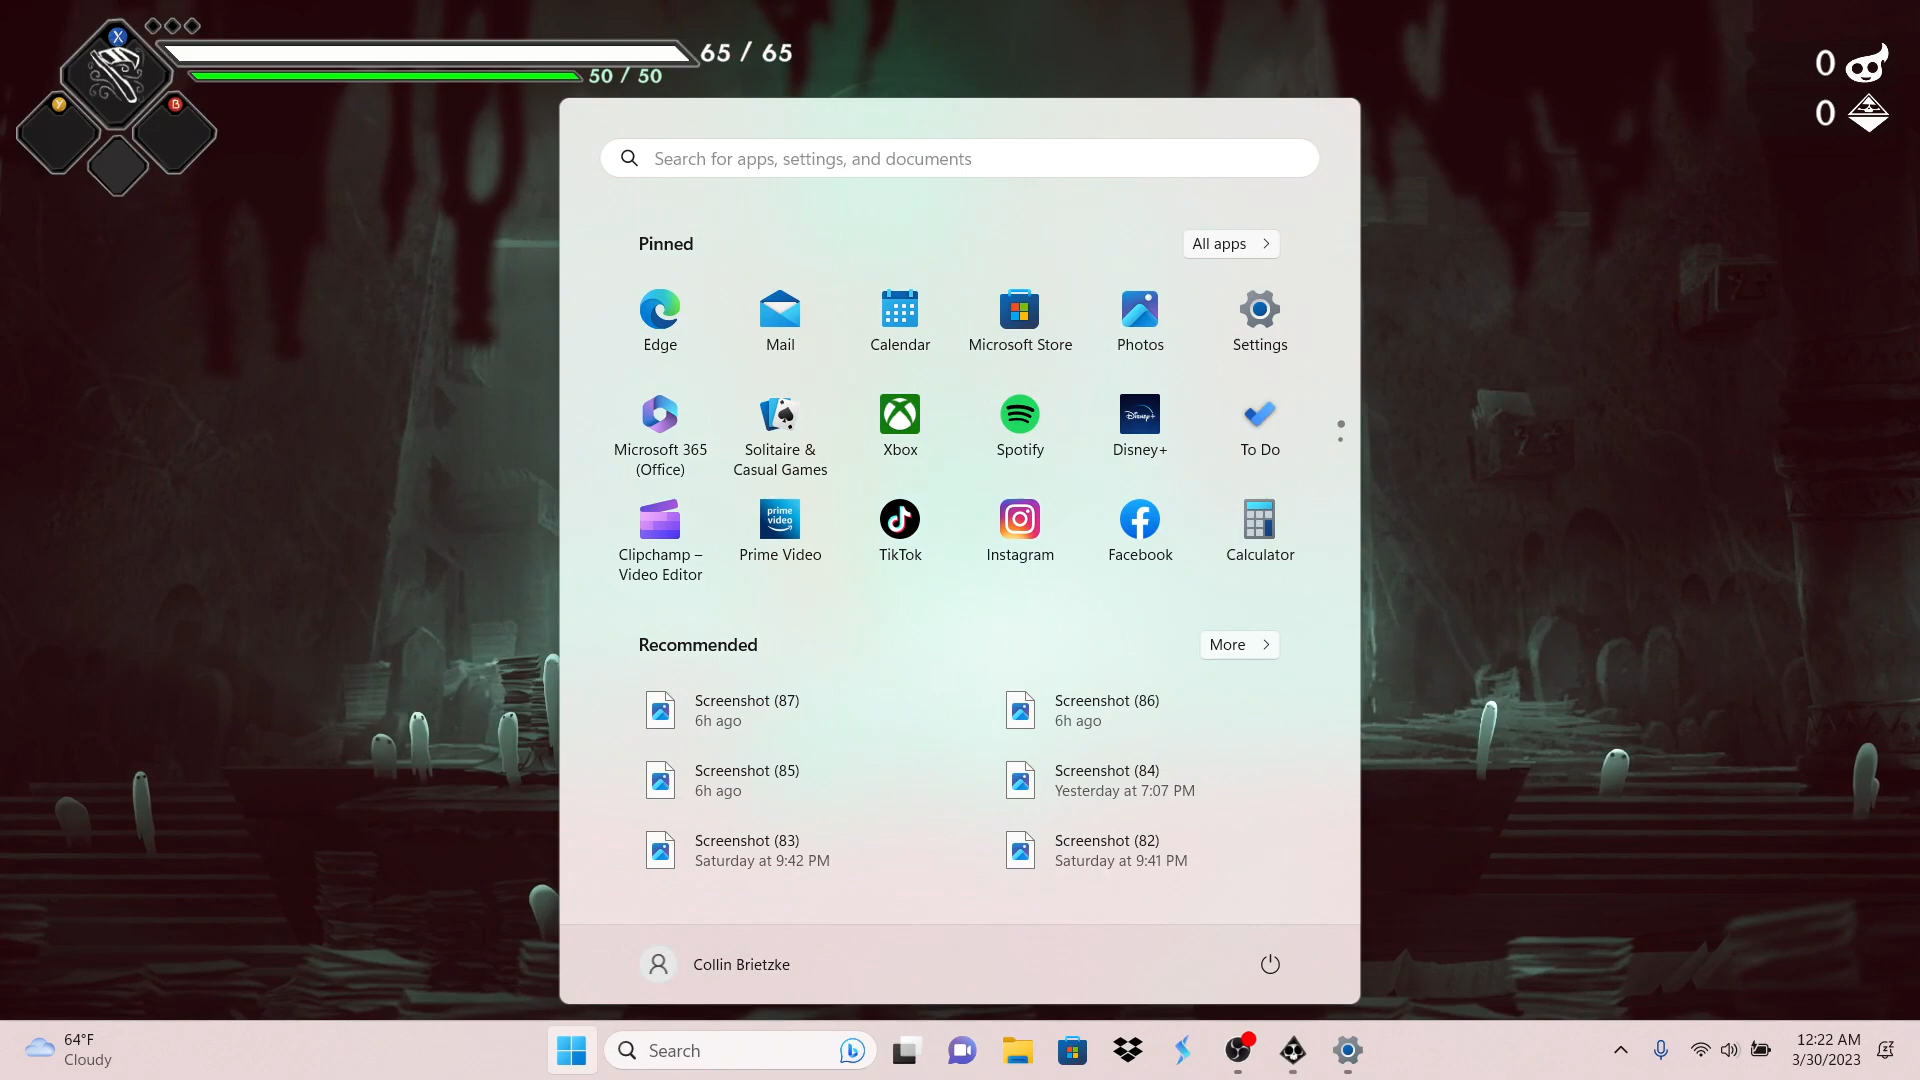 X
65 / 65
50 / 50
Y
B
0
0
Search for apps, settings, and documents
Pinned
All apps
Edge
Mail
Calendar
Microsoft Store
Photos
Settings
Microsoft 365
(Office)
Solitaire &
Casual Games
Xbox
Spotify
Disney+
Disney+
To Do
Clipchamp –
Video Editor
prime
video
Prime Video
TikTok
Instagram
Facebook
Calculator
Recommended
More
Screenshot (87)
6h ago
Screenshot (86)
6h ago
Screenshot (85)
6h ago
Screenshot (84)
Yesterday at 7:07 PM
Screenshot (83)
Saturday at 9:42 PM
Screenshot (82)
Saturday at 9:41 PM
Collin Brietzke
64°F
Cloudy
Search
12:22 AM
3/30/2023